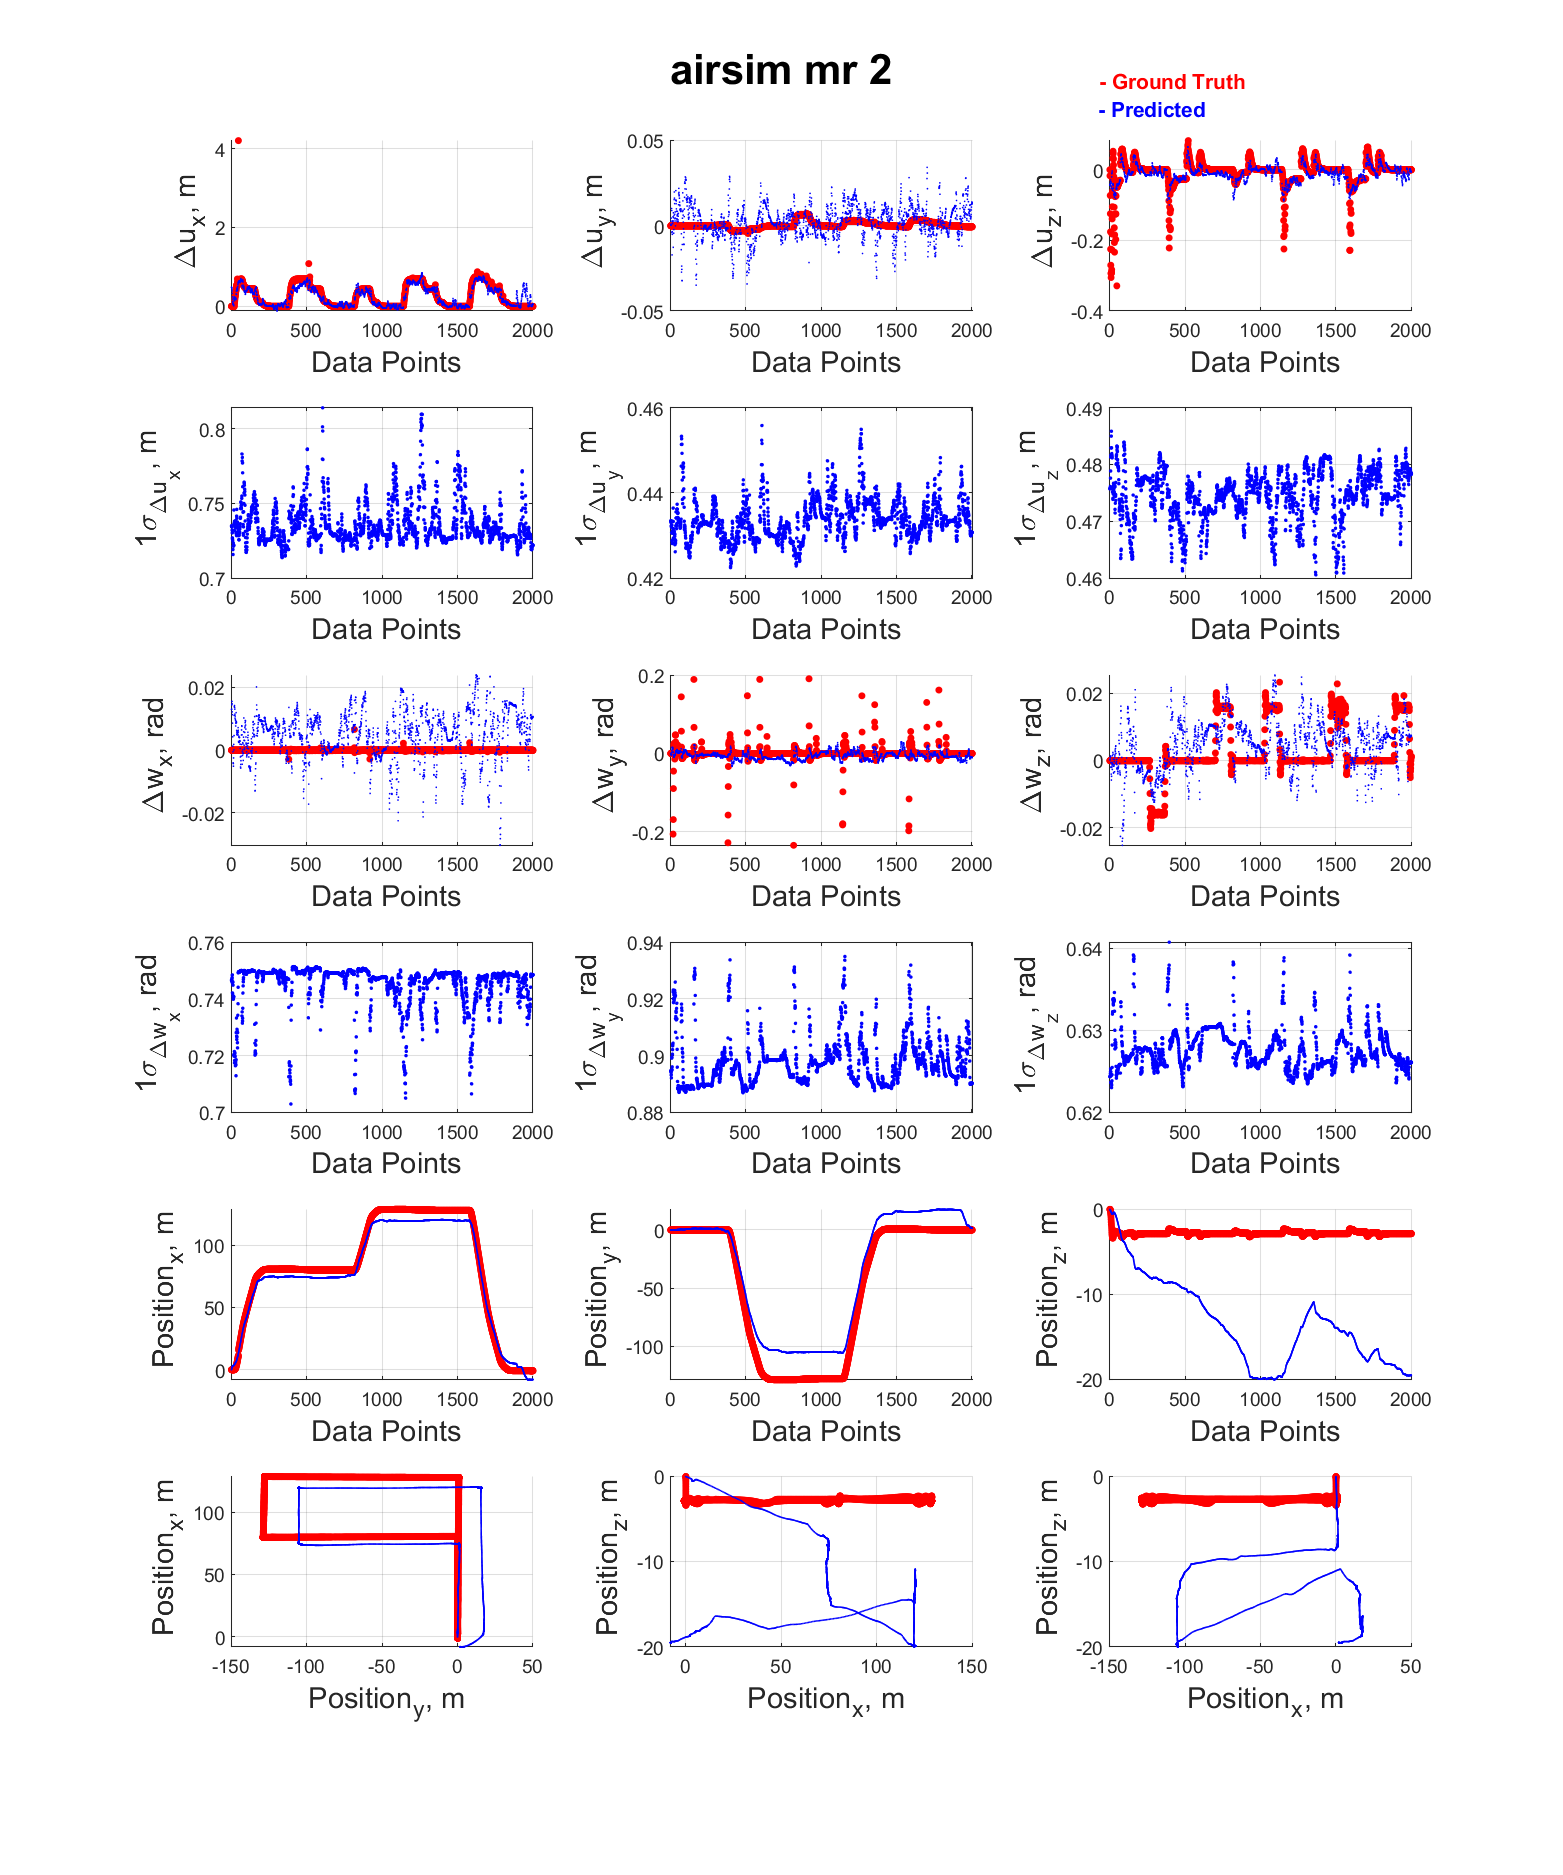 airsim mr 2
- Ground Truth
- Predicted
Δu_x, m
4
2
0
0 500 1000 1500 2000
Data Points
Δu_y, m
0.05
0
-0.05
0 500 1000 1500 2000
Data Points
Δu_z, m
0
-0.2
-0.4
0 500 1000 1500 2000
Data Points
1σ_Δu_x, m
0.8
0.75
0.7
0 500 1000 1500 2000
Data Points
1σ_Δu_y, m
0.46
0.44
0.42
0 500 1000 1500 2000
Data Points
1σ_Δu_z, m
0.49
0.48
0.47
0.46
0 500 1000 1500 2000
Data Points
Δw_x, rad
0.02
0
-0.02
0 500 1000 1500 2000
Data Points
Δw_y, rad
0.2
0
-0.2
0 500 1000 1500 2000
Data Points
Δw_z, rad
0.02
0
-0.02
0 500 1000 1500 2000
Data Points
1σ_Δw_x, rad
0.76
0.74
0.72
0.7
0 500 1000 1500 2000
Data Points
1σ_Δw_y, rad
0.94
0.92
0.9
0.88
0 500 1000 1500 2000
Data Points
1σ_Δw_z, rad
0.64
0.63
0.62
0 500 1000 1500 2000
Data Points
Position_x, m
100
50
0
0 500 1000 1500 2000
Data Points
Position_y, m
0
-50
-100
0 500 1000 1500 2000
Data Points
Position_z, m
0
-10
-20
0 500 1000 1500 2000
Data Points
Position_x, m
100
50
0
-150 -100 -50 0 50
Position_y, m
Position_z, m
0
-10
-20
0 50 100 150
Position_x, m
Position_z, m
0
-10
-20
-150 -100 -50 0 50
Position_x, m